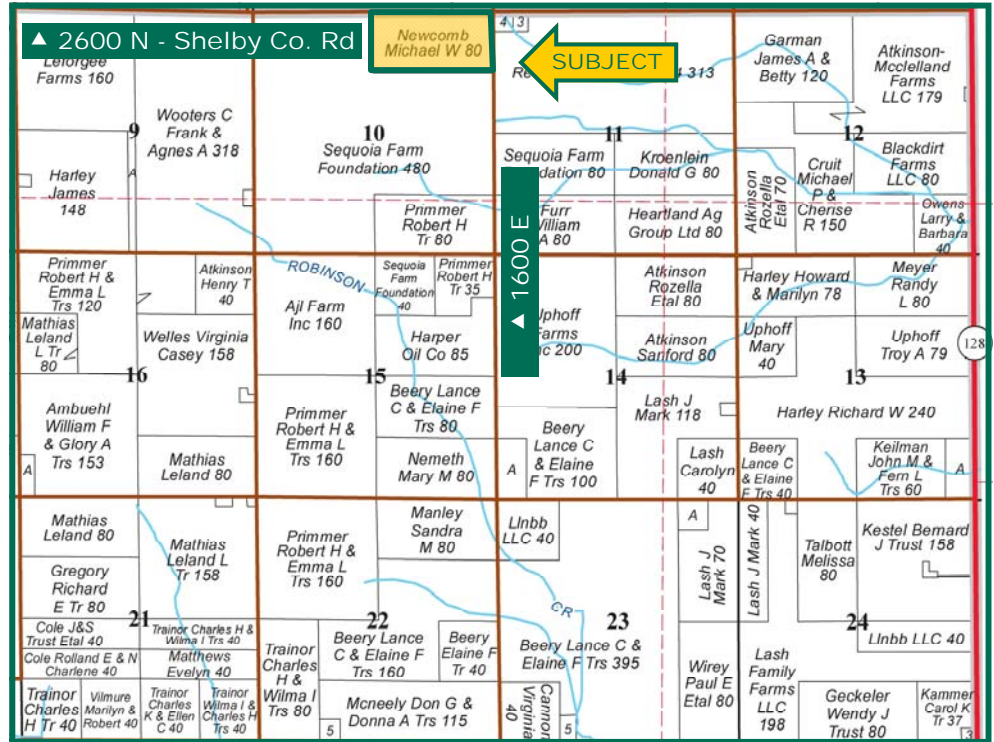 ▲ 2600 N - Shelby Co. Rd
Newcomb
Michael W 80
SUBJECT
4 3
Leforgee
Farms 160
Wooters C
Frank &
Agnes A 318
9
A
Harley
James
148
10
Sequoia Farm
Foundation 480
Primmer
Robert H
Tr 80
Re
313
11
Sequoia Farm
dation 80
Kroenlein
Donald G 80
Furr
William
A 80
Heartland Ag
Group Ltd 80
Garman
James A &
Betty 120
Atkinson-
Mcclelland
Farms
LLC 179
12
Atkinson
Rozella
Etal 70
Cruit
Michael
P &
Cherise
R 150
Blackdirt
Farms
LLC 80
Owens
Larry &
Barbara
40
▲ 1600 E
Primmer
Robert H &
Emma L
Trs 120
Atkinson
Henry T
40
Mathias
Leland
L Tr
80
Welles Virginia
Casey 158
16
Ambuehl
William F
& Glory A
Trs 153
A
Mathias
Leland 80
ROBINSON
Ajl Farm
Inc 160
Sequoia
Farm
Foundation
40
Primmer
Robert H
Tr 35
Harper
Oil Co 85
15
Primmer
Robert H &
Emma L
Trs 160
Beery Lance
C & Elaine F
Trs 80
Nemeth
Mary M 80
Uphoff
Farms
nc 200
Atkinson
Rozella
Etal 80
Atkinson
Sanford 80
14
Lash J
Mark 118
Beery
Lance C
& Elaine
F Trs 100
A
Lash
Carolyn
40
Harley Howard
& Marilyn 78
Meyer
Randy
L 80
Uphoff
Mary
40
Uphoff
Troy A 79
128
13
Harley Richard W 240
Beery
Lance C
& Elaine
F Trs 40
Keilman
John M &
Fern L
Trs 60
A
Mathias
Leland 80
Gregory
Richard
E Tr 80
Mathias
Leland L
Tr 158
21
Cole J&S
Trust Etal 40
Trainor Charles H &
Wilma I Trs 40
Cole Rolland E & N
Charlene 40
Matthews
Evelyn 40
Trainor
Charles
H Tr 40
Vilmure
Marilyn &
Robert 40
Trainor
Charles
K & Ellen
C 40
Trainor
Wilma I &
Charles H
Trs 40
Primmer
Robert H &
Emma L
Trs 160
Manley
Sandra
M 80
22
Trainor
Charles
H &
Wilma I
Trs 80
Beery Lance
C & Elaine F
Trs 160
Beery
Elaine F
Tr 40
Mcneely Don G &
Donna A Trs 115
5
Llnbb
LLC 40
CR
23
Beery Lance C &
Elaine F Trs 395
Cannon
Virginia
40
5
A
Lash J
Mark 70
Wirey
Paul E
Etal 80
Lash J Mark 40
Talbott
Melissa
80
Kestel Bernard
J Trust 158
24
Llnbb LLC 40
Lash
Family
Farms
LLC
198
Geckeler
Wendy J
Trust 80
Kammer
Carol K
Tr 37
3